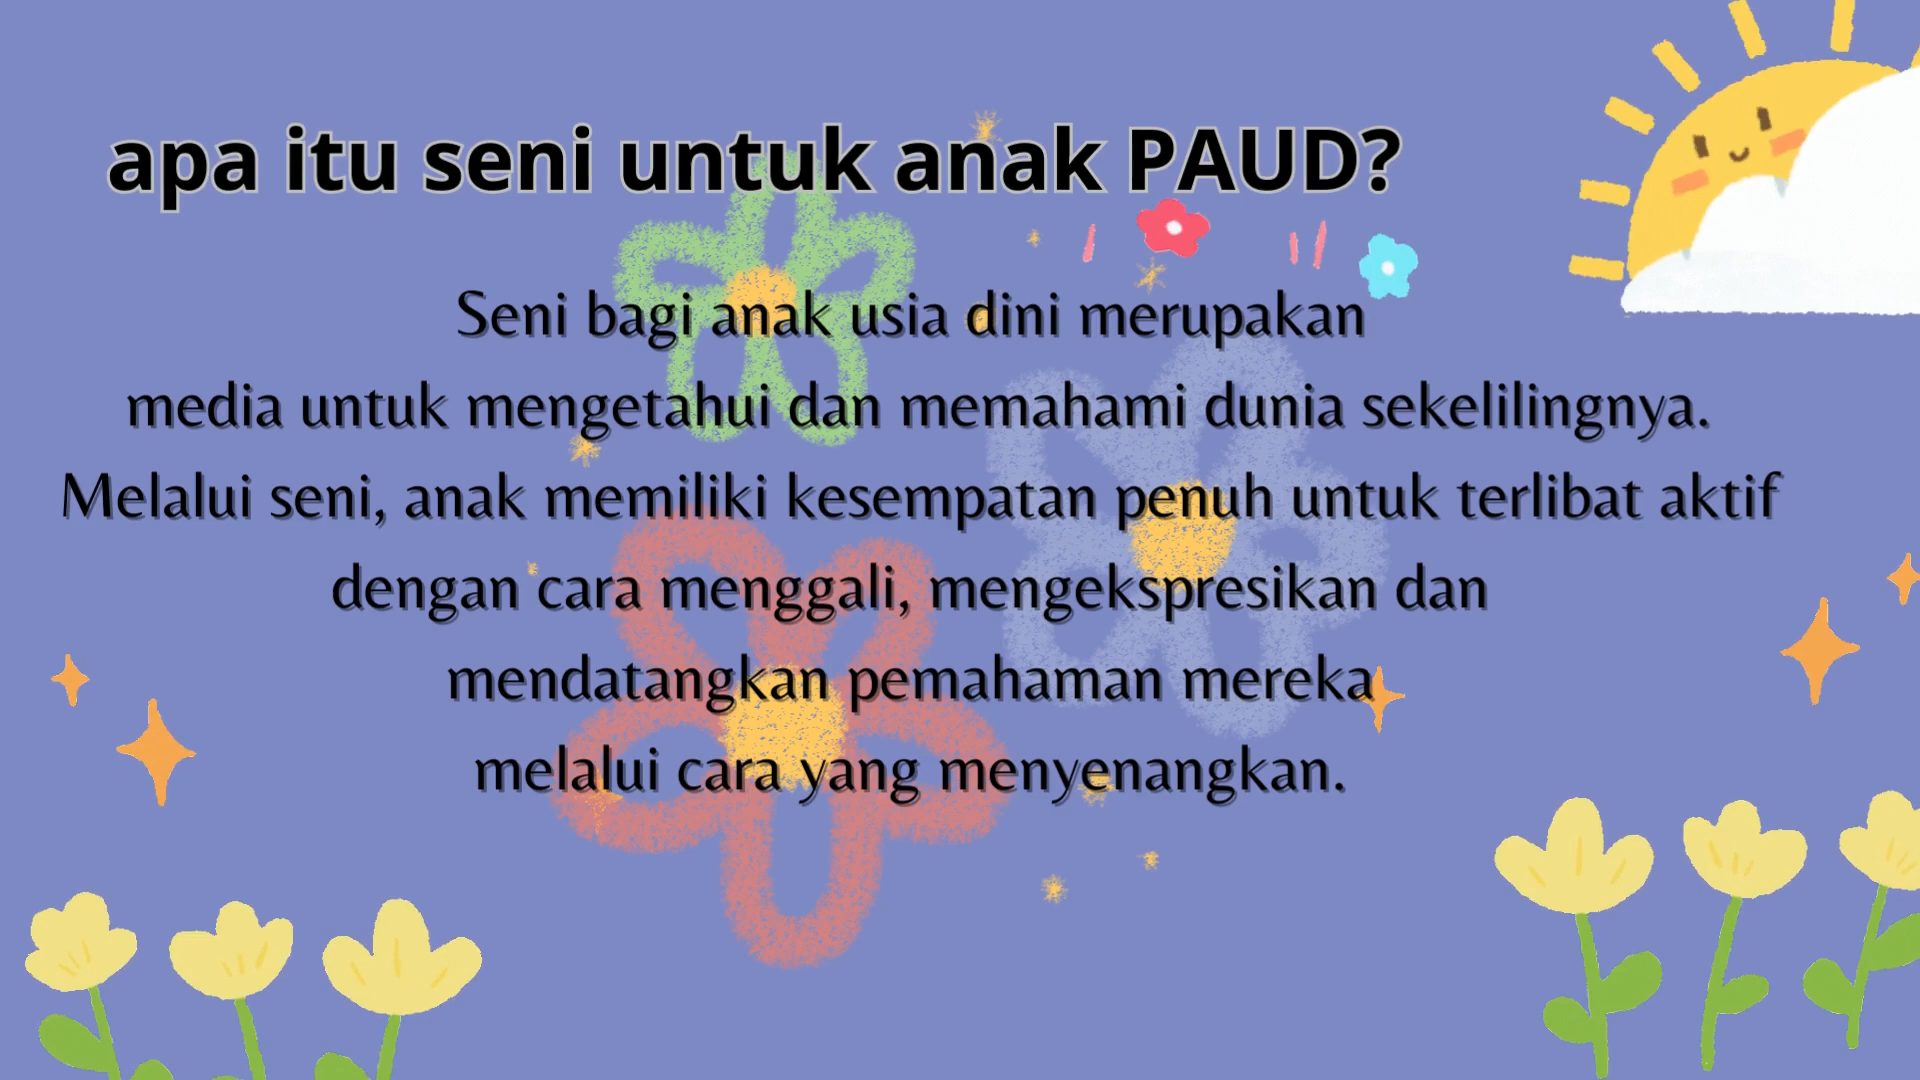 apa itu seni untuk anak PAUD?
Seni bagi anak usia dini merupakan
media untuk mengetahui dan memahami dunia sekelilingnya.
Melalui seni, anak memiliki kesempatan penuh untuk terlibat aktif
dengan cara menggali, mengekspresikan dan
mendatangkan pemahaman mereka
melalui cara yang menyenangkan.